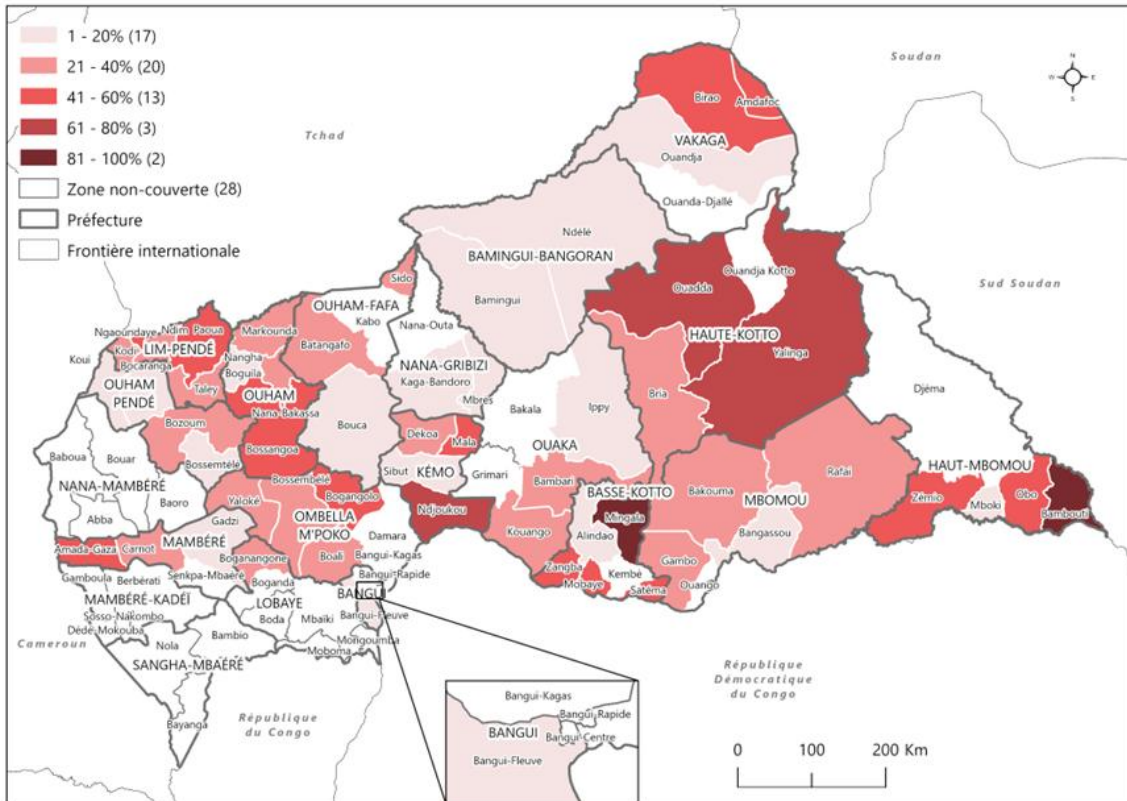 1 - 20% (17)
21 - 40% (20)
41 - 60% (13)
61 - 80% (3)
81 - 100% (2)
Zone non-couverte (28)
Préfecture
Frontière internationale
Soudan
N
W E
S
Tchad
Birao
Amdafoc
VAKAGA
Ouandja
Ouanda-Djallé
Ndélé
BAMINGUI-BANGORAN
Bamingui
Ouadda
Ouandja Kotto
Sud Soudan
HAUTE-KOTTO
Yalinga
Bria
Djéma
Sido
OUHAM-FAFA
Kabo
Nana-Outa
Batangafo
Markounda
Ngaoundaye
Ndim
Paoua
Kodi
LIM-PENDÉ
Nangha
Boguila
Koui
Bocaranga
OUHAM
PENDÉ
Taley
OUHAM
Nana-Bakassa
NANA-GRIBIZI
Kaga-Bandoro
Mbres
Bakala
Ippy
Bouca
Bozoum
Bossangoa
Dekoa
Mala
OUAKA
Baboua
Bouar
Bossemtélé
NANA-MAMBÉRÉ
Baoro
Abba
Sibut
KÉMO
Grimari
Bossembélé
Yaloké
Bogangolo
OMBELLA
M'POKO
Ndjoukou
Bambari
BASSE-KOTTO
Mingala
Bakouma
MBOMOU
Rafai
HAUT-MBOMOU
Zémio
Mboki
Obo
Bambouti
Bangassou
Kouango
Alindao
Gadzi
MAMBÉRÉ
Amada-Gaza
Carnot
Boganangone
Boali
Damara
Bangui-Kagas
Bangui-Rapide
Senkpa-Mbaéré
Gamboula
Berbérati
Boganda
MAMBÉRÉ-KADÉÏ
LOBAYE
Boda
Mbaïki
BANGUI
Bangui-Fleuve
Zangba
Mobaye
Kembé
Satéma
Gambo
Ouango
Sosso-Nakombo
Dédé-Mokouba
Bambio
Mongoumba
Moboma
Nola
SANGHA-MBAÉRÉ
Cameroun
Bayanga
République
du Congo
République
Démocratique
du Congo
Bangui-Kagas
BANGUI
Bangui-Rapide
Bangui-Centre
Bangui-Fleuve
0 100 200 Km